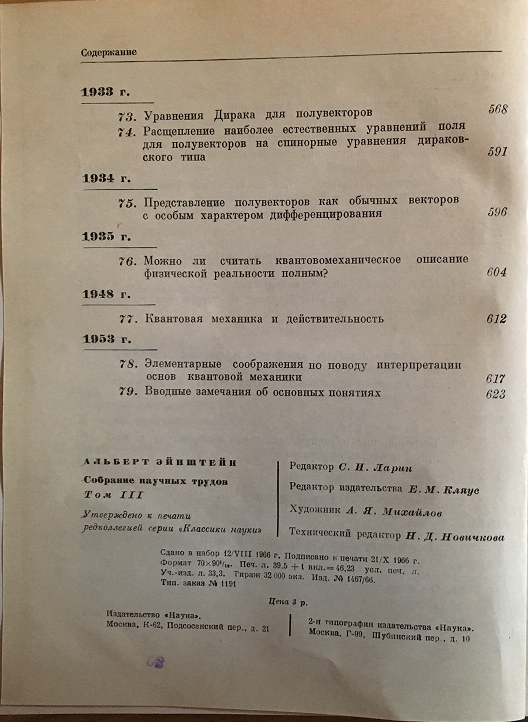 Содержание
1933 г.
73. Уравнения Дирака для полувекторов 568
74. Расщепление наиболее естественных уравнений поля
для полувекторов на спинорные уравнения дираков-
ского типа 591
1934 г.
75. Представление полувекторов как обычных векторов
с особым характером дифференцирования 596
1935 г.
76. Можно ли считать квантовомеханическое описание
физической реальности полным? 604
1948 г.
77. Квантовая механика и действительность 612
1953 г.
78. Элементарные соображения по поводу интерпретации
основ квантовой механики 617
79. Вводные замечания об основных понятиях 623
АЛЬБЕРТ ЭЙНШТЕЙН
Собрание научных трудов
Том III
Утверждено к печати
редколлегией серии «Классики науки»
Редактор С. И. Ларин
Редактор издательства Е. М. Кляус
Художник А. Я. Михайлов
Технический редактор Н. Д. Новичкова
Сдано в набор 12/VIII 1966 г. Подписано к печати 21/X 1966 г.
Формат 70×90¹/₁₆. Печ. л. 39,5 + 1 вкл. = 46,23 усл. печ. л.
Уч.-изд. л. 33,3. Тираж 32 000 экз. Изд. № 1467/66.
Тип. заказ № 1191
Цена 3 р.
Издательство «Наука».
Москва, К-62, Подсосенский пер., д. 21
2-я типография издательства «Наука».
Москва, Г-99, Шубинский пер., д. 10